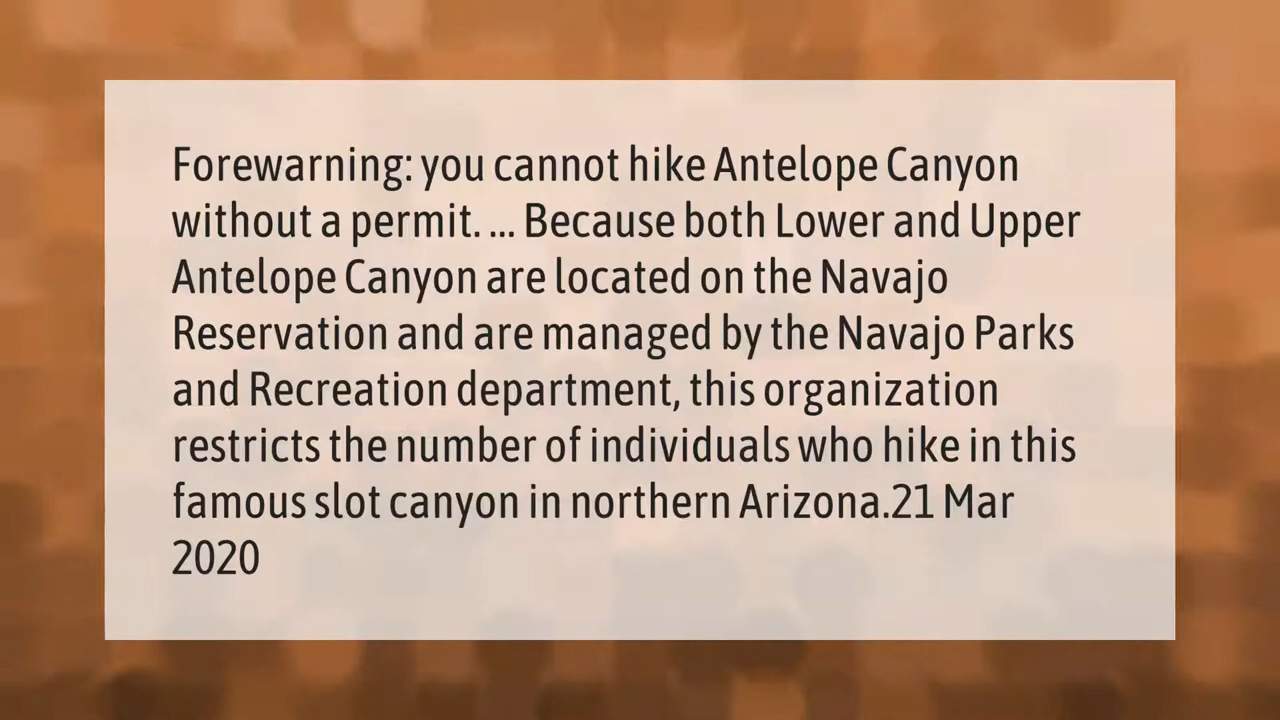 Forewarning: you cannot hike Antelope Canyon
without a permit. ... Because both Lower and Upper
Antelope Canyon are located on the Navajo
Reservation and are managed by the Navajo Parks
and Recreation department, this organization
restricts the number of individuals who hike in this
famous slot canyon in northern Arizona.21 Mar
2020